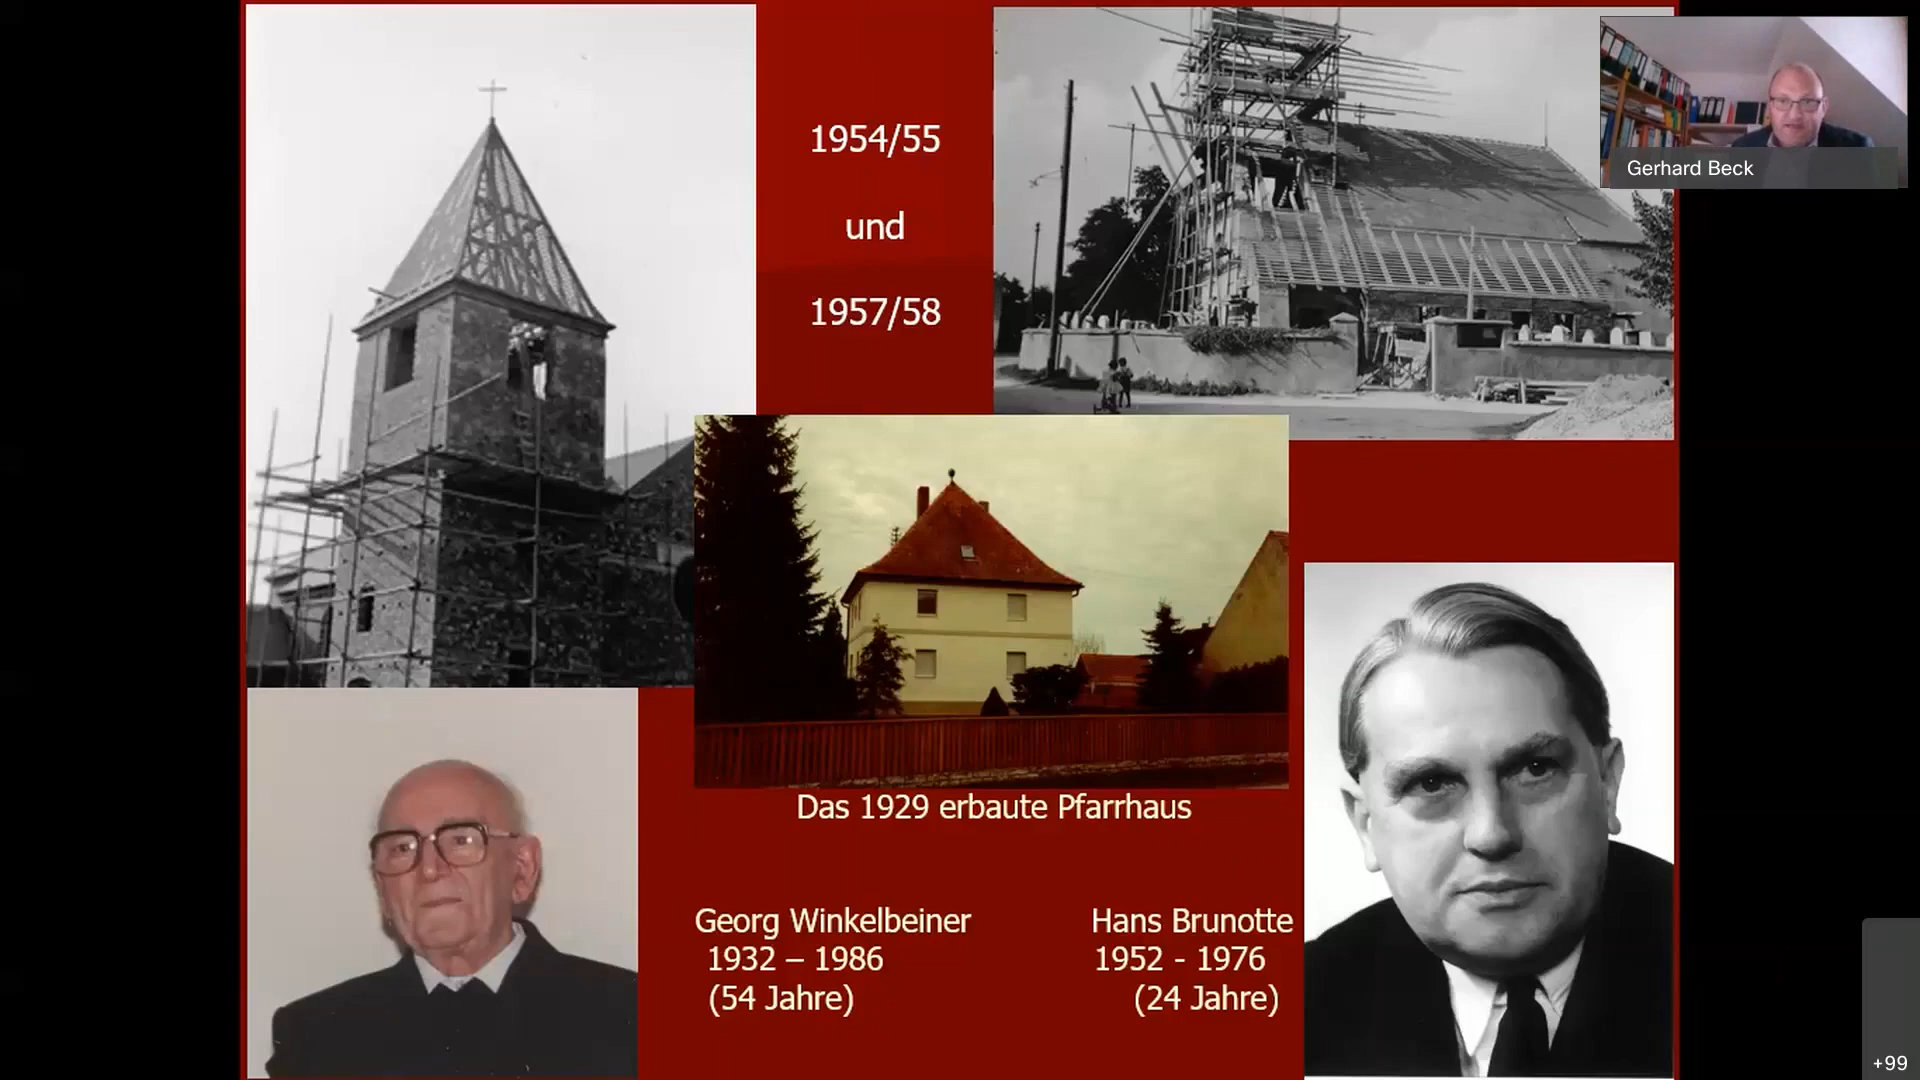 1954/55
und
1957/58
Gerhard Beck
Das 1929 erbaute Pfarrhaus
Georg Winkelbeiner
1932 – 1986
(54 Jahre)
Hans Brunotte
1952 - 1976
(24 Jahre)
+99